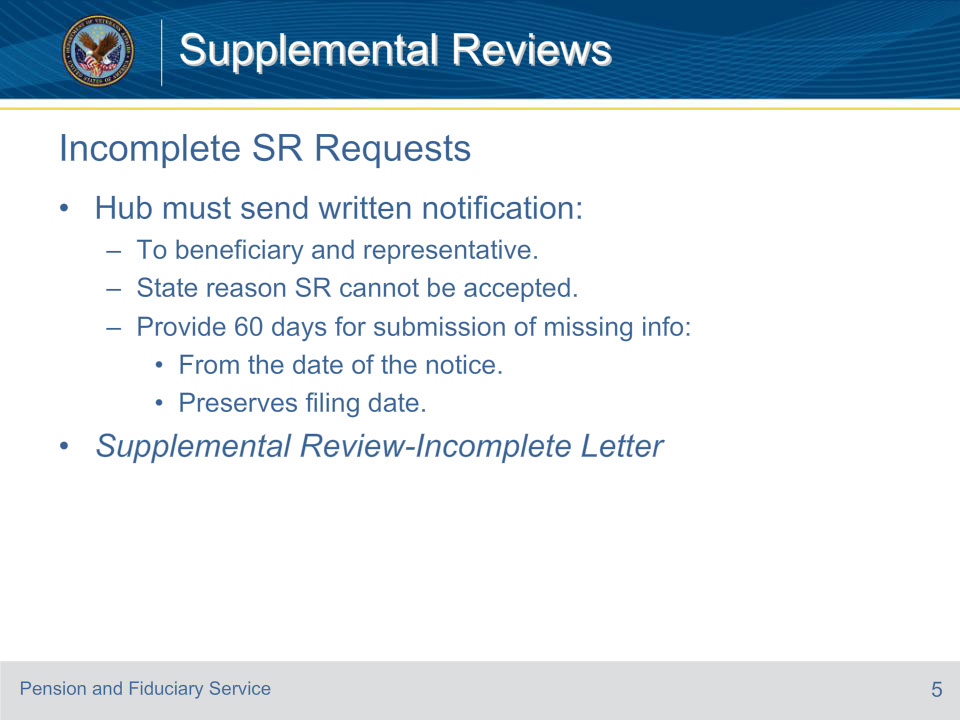 Supplemental Reviews
Incomplete SR Requests
• Hub must send written notification:
– To beneficiary and representative.
– State reason SR cannot be accepted.
– Provide 60 days for submission of missing info:
• From the date of the notice.
• Preserves filing date.
• Supplemental Review-Incomplete Letter
Pension and Fiduciary Service
5